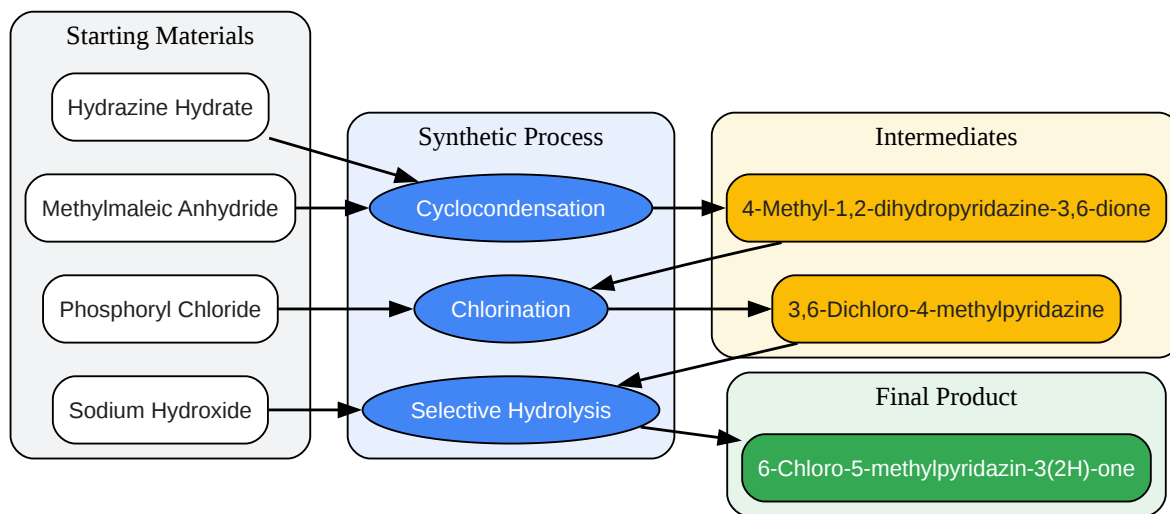 Starting Materials
Hydrazine Hydrate
Methylmaleic Anhydride
Phosphoryl Chloride
Sodium Hydroxide
Synthetic Process
Cyclocondensation
Chlorination
Selective Hydrolysis
Intermediates
4-Methyl-1,2-dihydropyridazine-3,6-dione
3,6-Dichloro-4-methylpyridazine
Final Product
6-Chloro-5-methylpyridazin-3(2H)-one